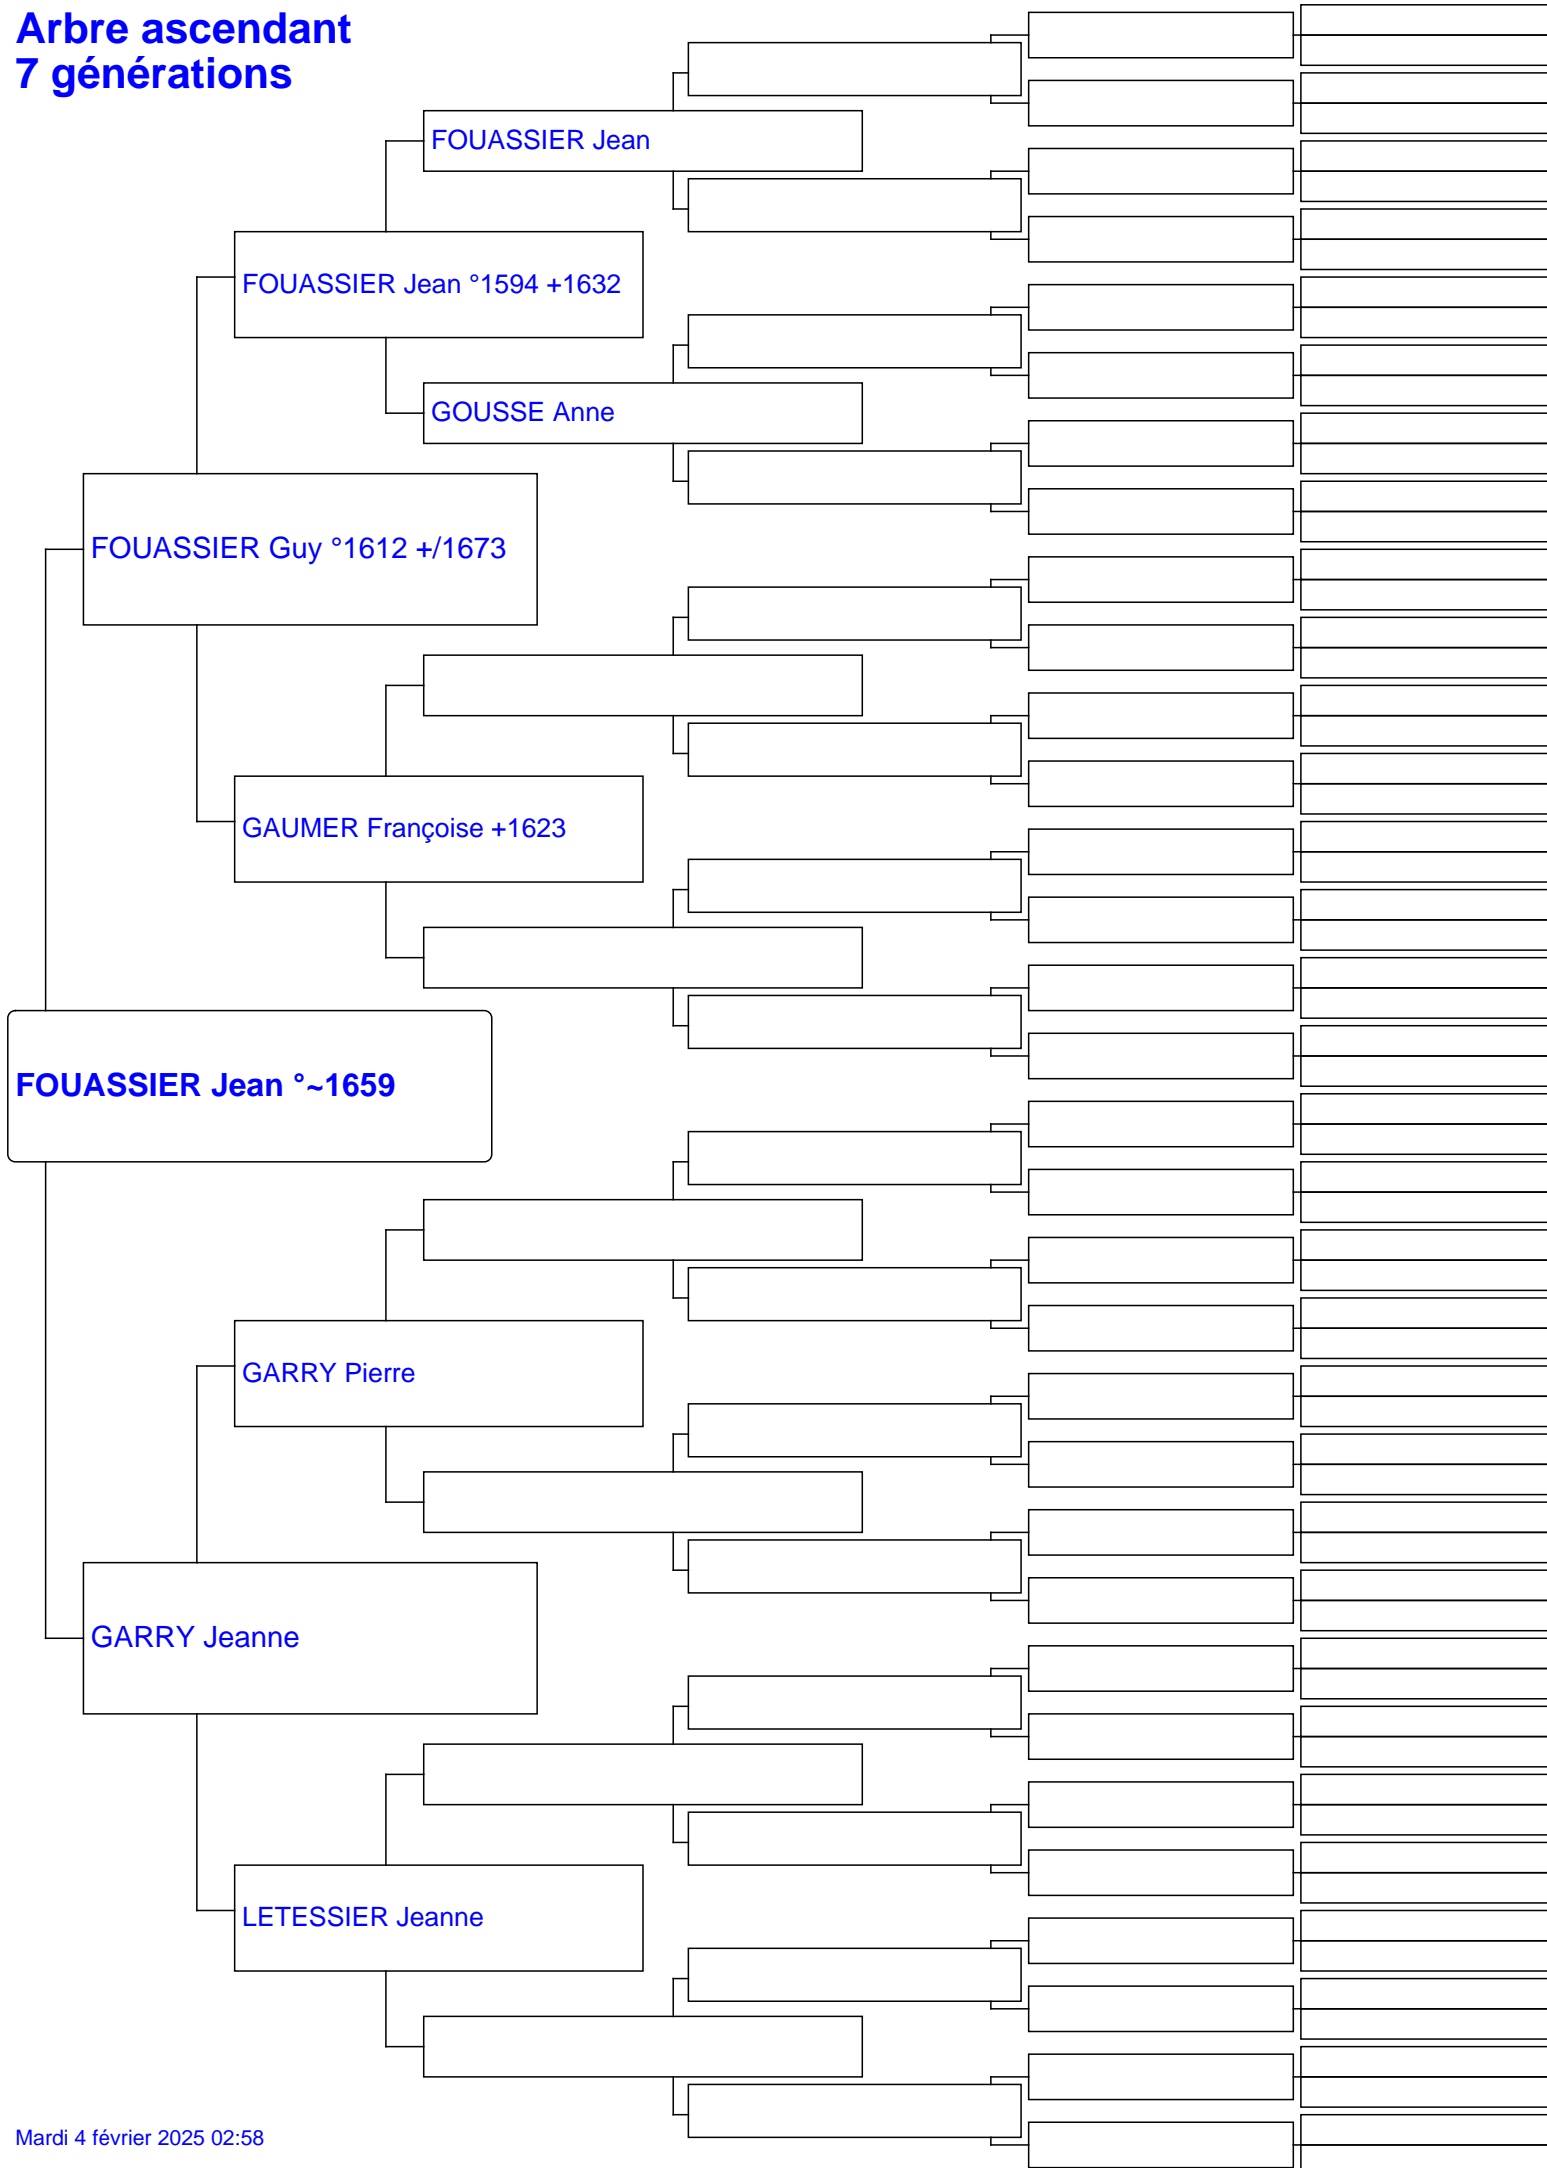 Arbre ascendant
7 générations
FOUASSIER Jean
FOUASSIER Jean °1594 +1632
GOUSSE Anne
FOUASSIER Guy °1612 +/1673
GAUMER Françoise +1623
FOUASSIER Jean °~1659
GARRY Pierre
GARRY Jeanne
LETESSIER Jeanne
Mardi 4 février 2025 02:58